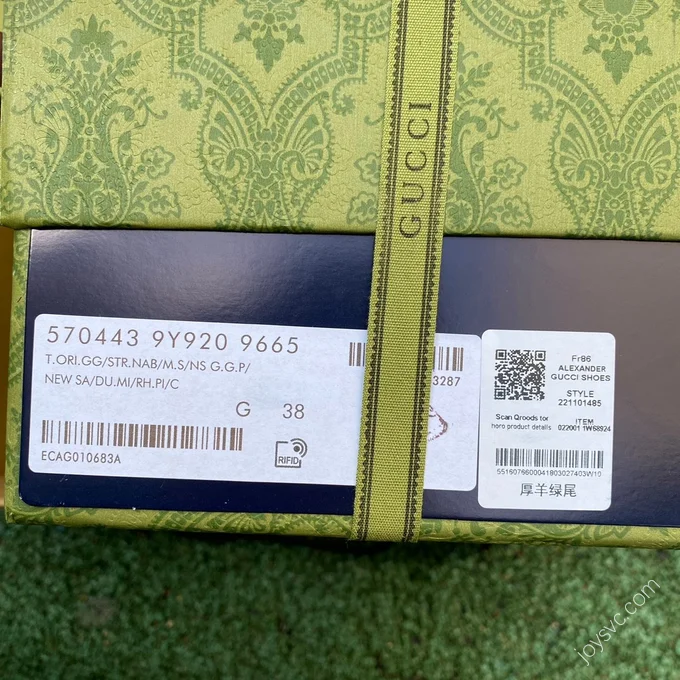 GUCCI
570443 9Y920 9665
T.ORI.GG/STR.NAB/M.S/NS G.G.P/
NEW SA/DU.MI/RH.PI/C
3287
G 38
ECAG010683A
RFID
Fr86
ALEXANDER
GUCCI SHOES
STYLE
221101485
Scan Qroods tor
horo product details
ITEM
022001 1W68924
5516076600041803027403W10
厚羊绿尾
joysvc.com